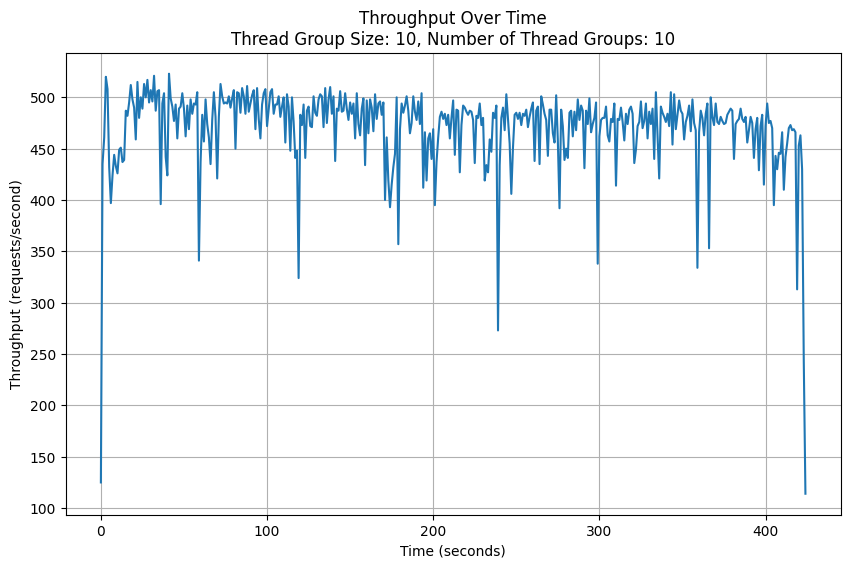 Throughput Over Time
Thread Group Size: 10, Number of Thread Groups: 10
Throughput (requests/second)
500
450
400
350
300
250
200
150
100
0 100 200 300 400
Time (seconds)